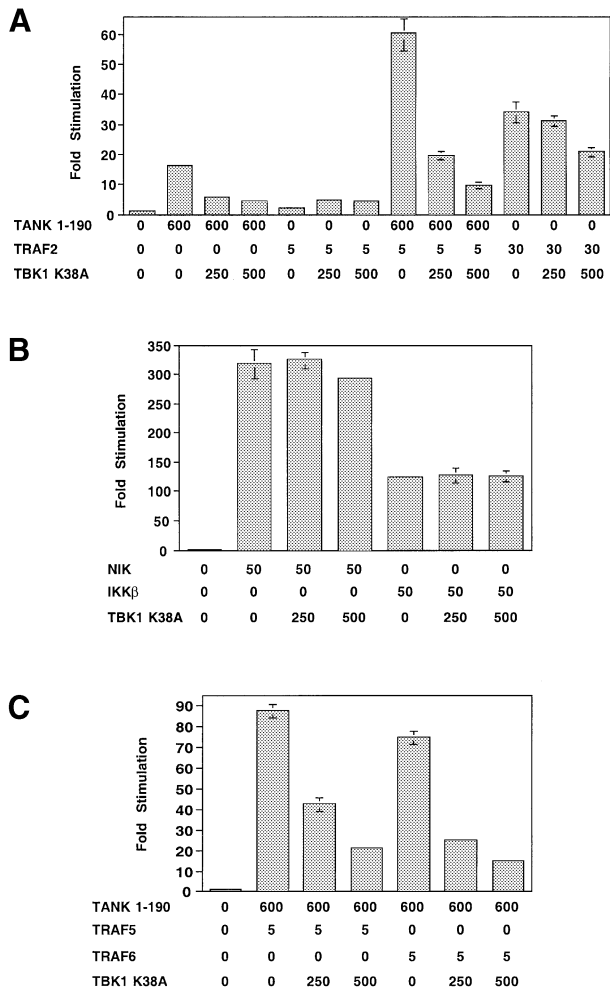 A
Fold Stimulation
60
50
40
30
20
10
0
TANK 1-190 0 600 600 600 0 0 0 600 600 600 0 0 0
TRAF2 0 0 0 0 5 5 5 5 5 5 30 30 30
TBK1 K38A 0 0 250 500 0 250 500 0 250 500 0 250 500
B
Fold Stimulation
350
300
250
200
150
100
50
0
NIK 0 50 50 50 0 0 0
IKKβ 0 0 0 0 50 50 50
TBK1 K38A 0 0 250 500 0 250 500
C
Fold Stimulation
90
80
70
60
50
40
30
20
10
0
TANK 1-190 0 600 600 600 600 600 600
TRAF5 0 5 5 5 0 0 0
TRAF6 0 0 0 0 5 5 5
TBK1 K38A 0 0 250 500 0 250 500